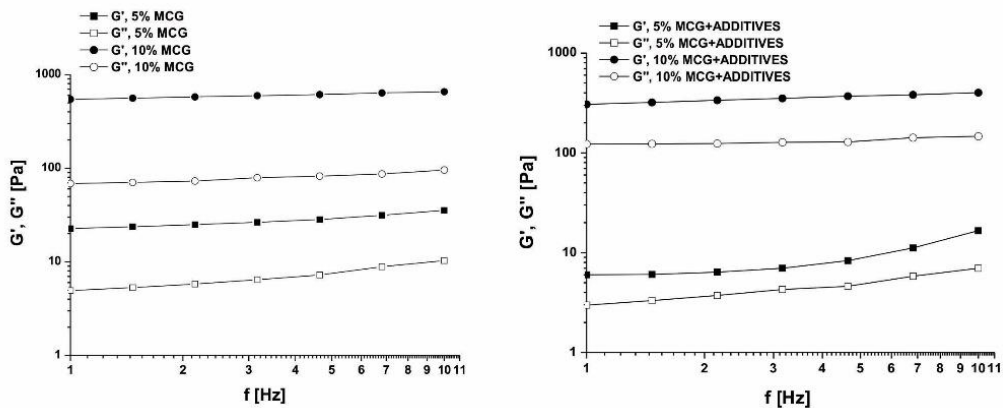 G', 5% MCG
G", 5% MCG
G', 10% MCG
G", 10% MCG
1000
100
10
1
G', G" [Pa]
1 2 3 4 5 6 7 8 9 10 11
f [Hz]
G', 5% MCG+ADDITIVES
G", 5% MCG+ADDITIVES
G', 10% MCG+ADDITIVES
G", 10% MCG+ADDITIVES
1000
100
10
1
G', G" [Pa]
1 2 3 4 5 6 7 8 9 10 11
f [Hz]